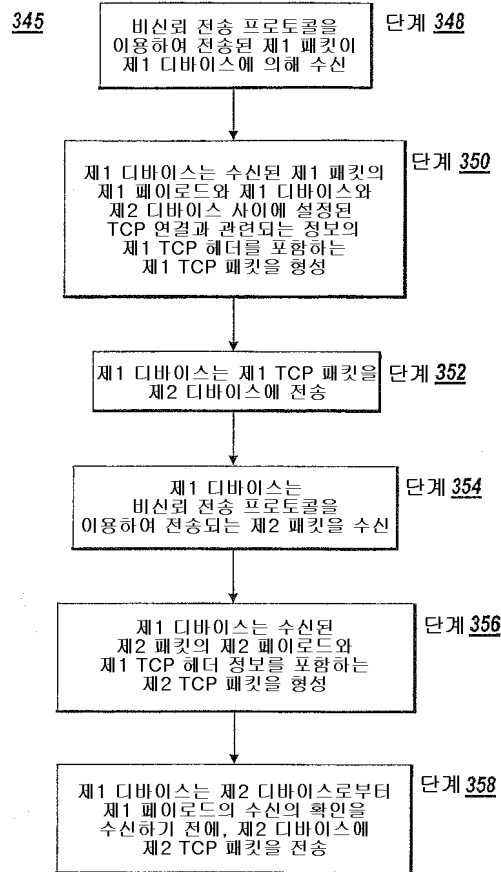 345
비신뢰 전송 프로토콜을
이용하여 전송된 제1 패킷이
제1 디바이스에 의해 수신
단계 348
제1 디바이스는 수신된 제1 패킷의
제1 페이로드와 제1 디바이스와
제2 디바이스 사이에 설정된
TCP 연결과 관련되는 정보의
제1 TCP 헤더를 포함하는
제1 TCP 패킷을 형성
단계 350
제1 디바이스는 제1 TCP 패킷을
제2 디바이스에 전송
단계 352
제1 디바이스는
비신뢰 전송 프로토콜을
이용하여 전송되는 제2 패킷을 수신
단계 354
제1 디바이스는 수신된
제2 패킷의 제2 페이로드와
제1 TCP 헤더 정보를 포함하는
제2 TCP 패킷을 형성
단계 356
제1 디바이스는 제2 디바이스로부터
제1 페이로드의 수신의 확인을
수신하기 전에, 제2 디바이스에
제2 TCP 패킷을 전송
단계 358